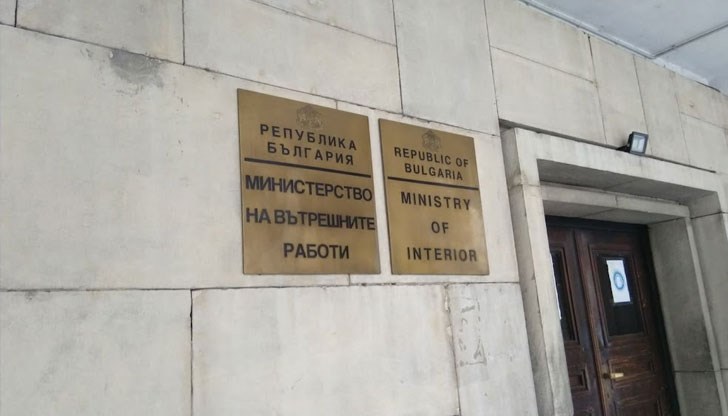 РЕПУБЛИКА
БЪЛГАРИЯ
МИНИСТЕРСТВО
НА ВЪТРЕШНИТЕ
РАБОТИ
REPUBLIC OF
BULGARIA
MINISTRY
OF
INTERIOR